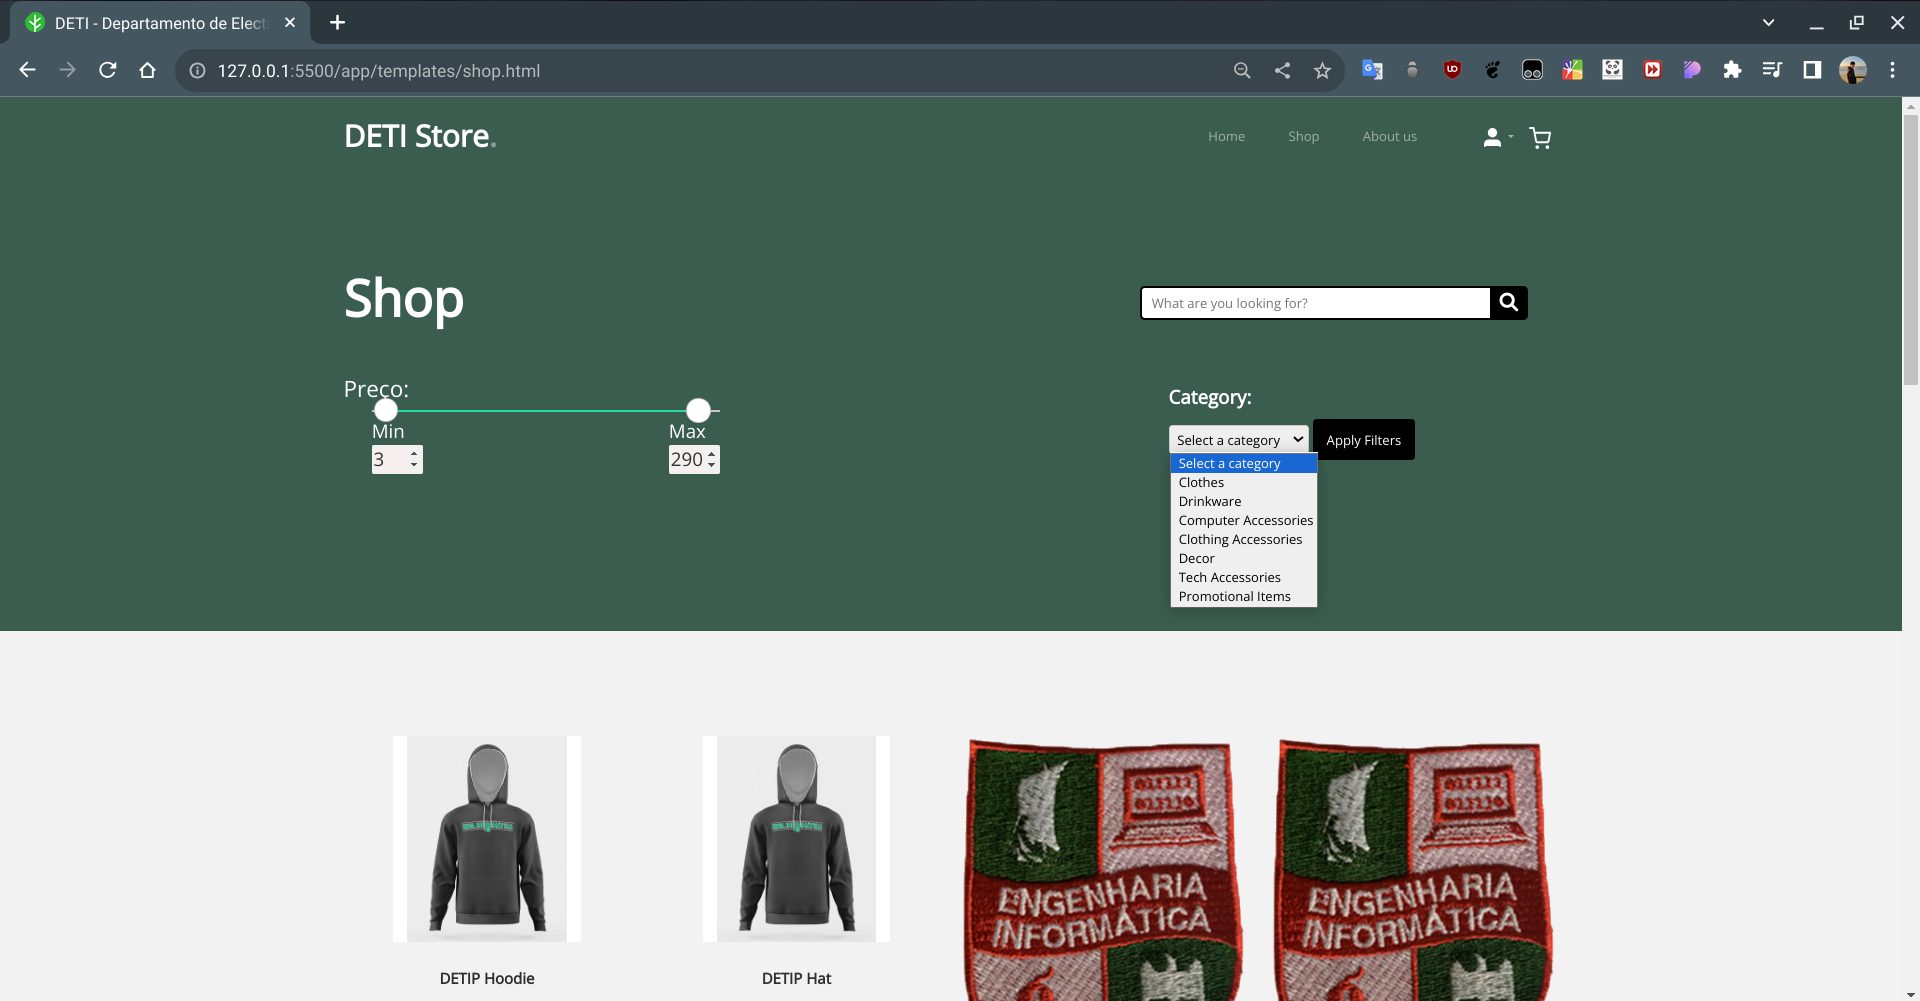 DETI - Departamento de Elect
127.0.0.1:5500/app/templates/shop.html
DETI Store.
Home
Shop
About us
Shop
What are you looking for?
Preço:
Min
Max
3
290
Category:
Select a category
Apply Filters
Select a category
Clothes
Drinkware
Computer Accessories
Clothing Accessories
Decor
Tech Accessories
Promotional Items
ENGENHARIA
INFORMÁTICA
ENGENHARIA
INFORMÁTICA
DETIP Hoodie
DETIP Hat